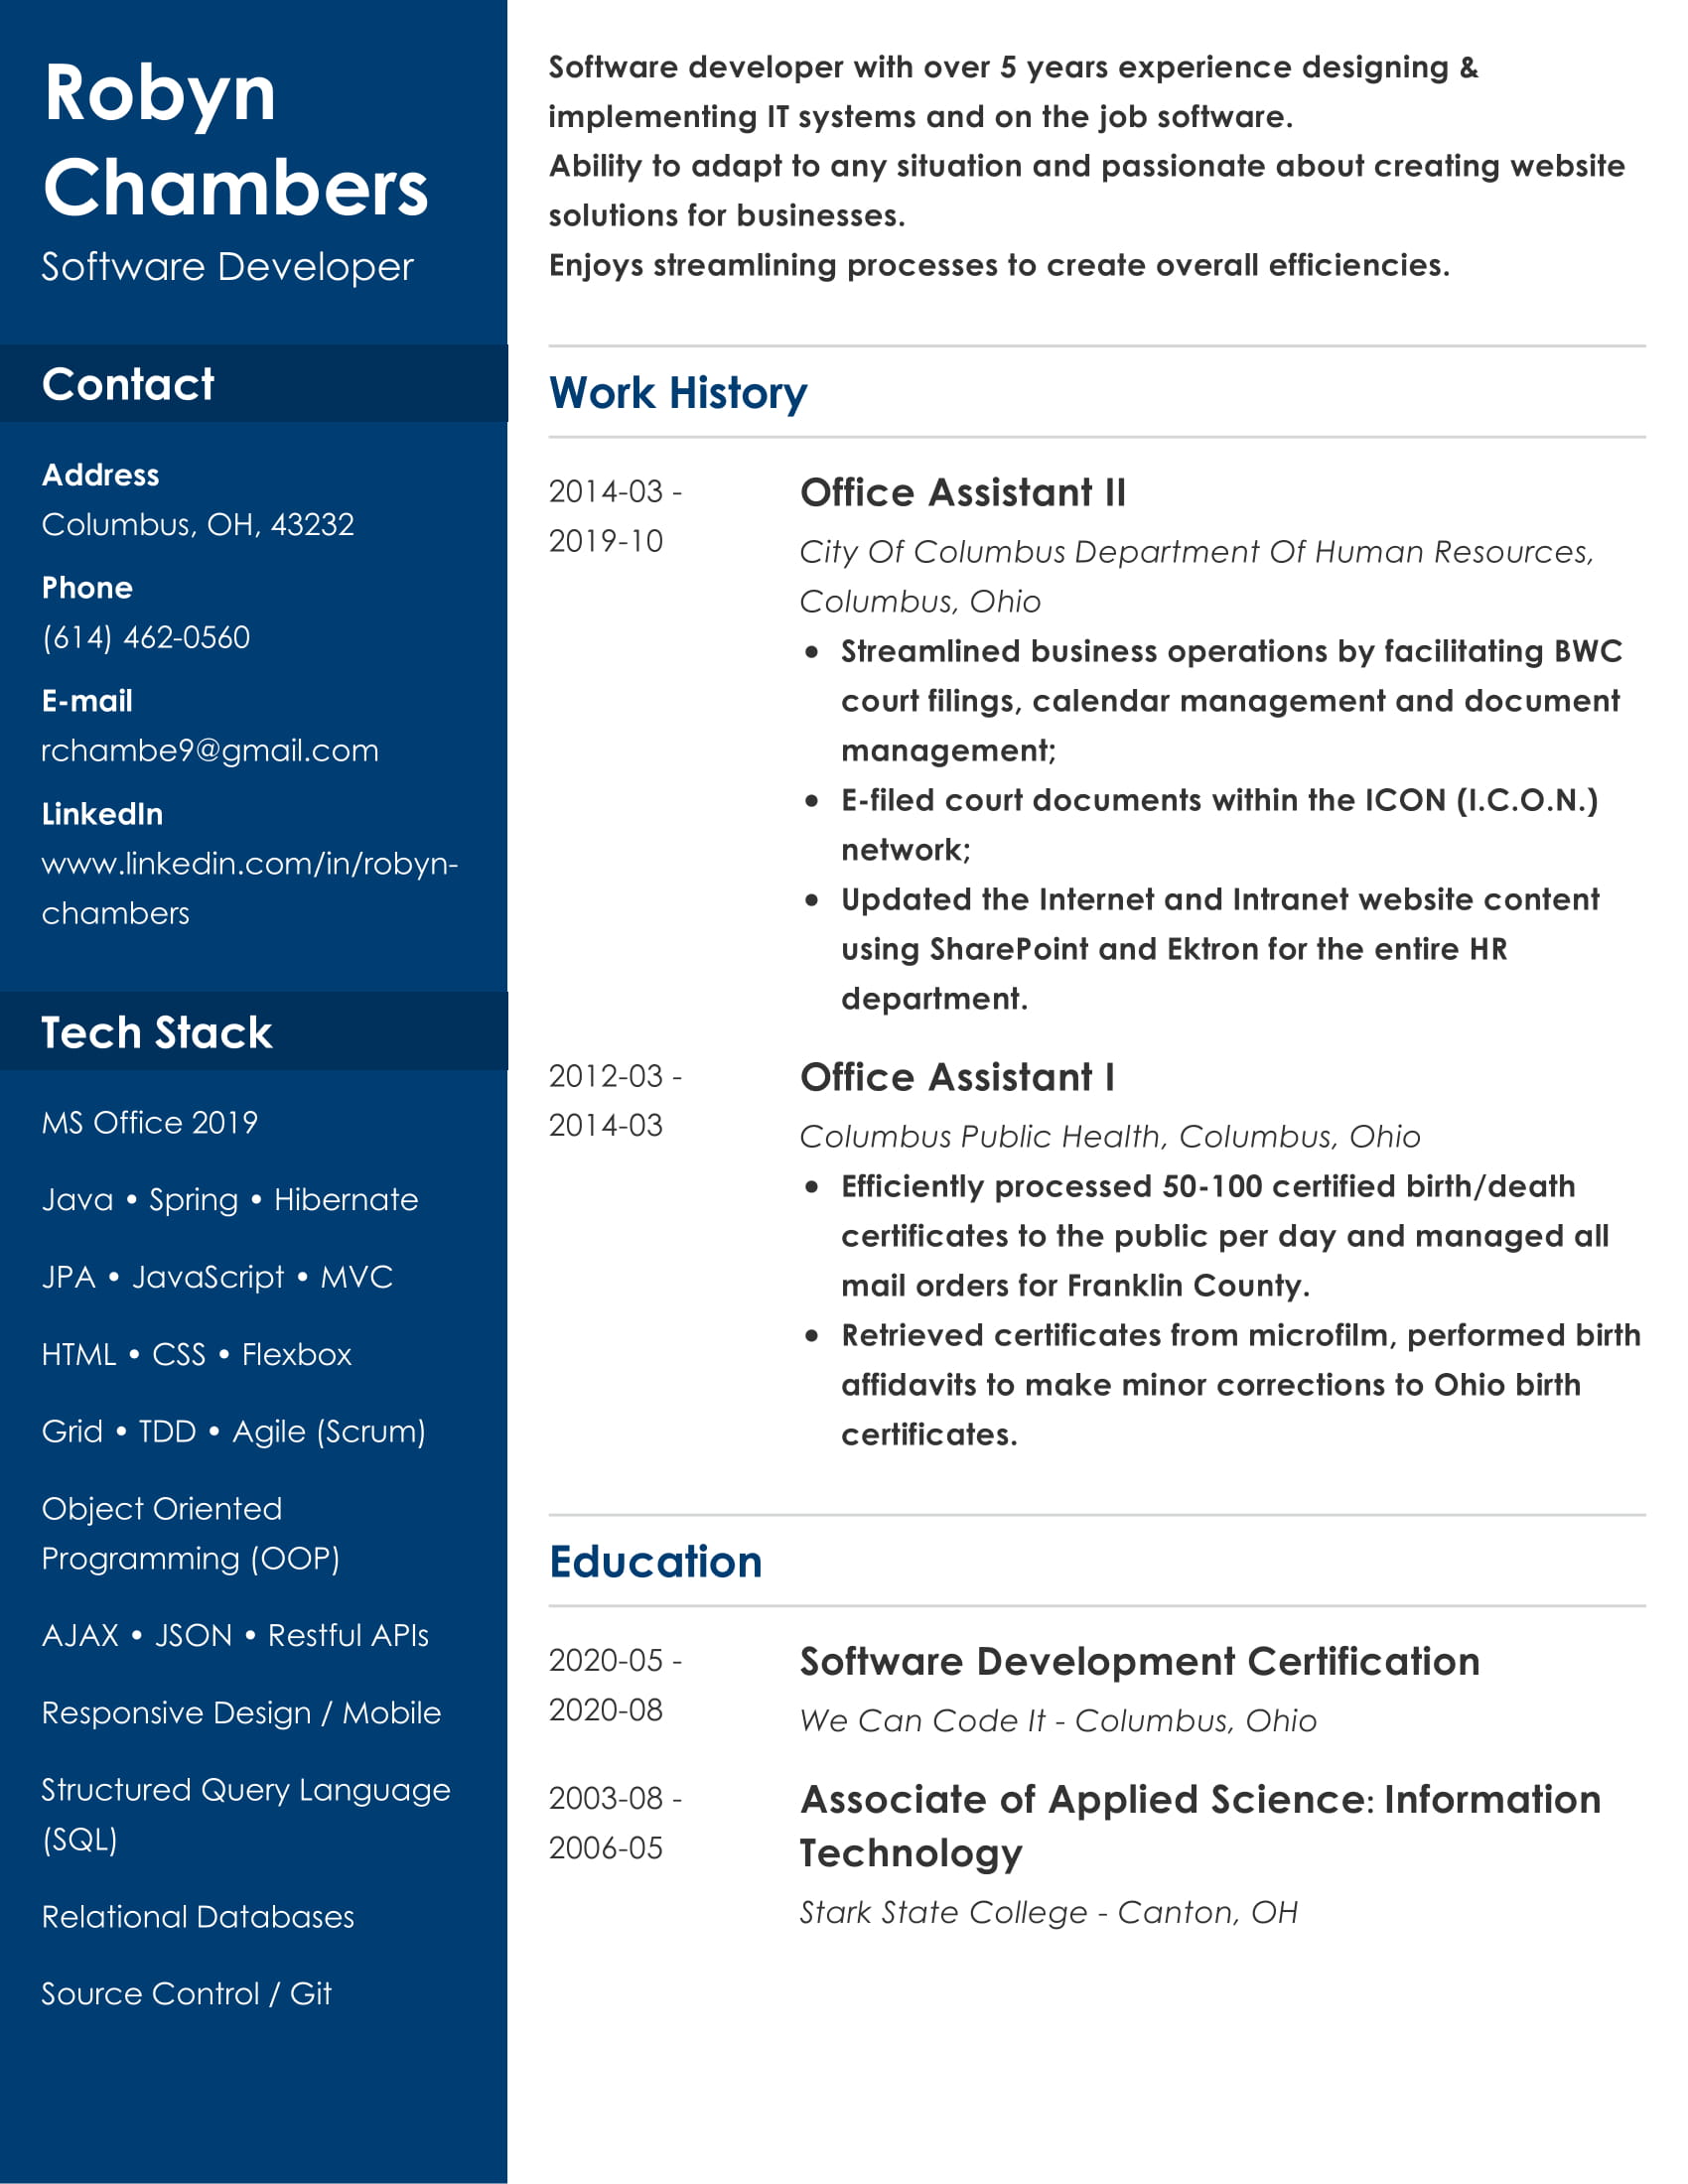 Robyn
Chambers
Software Developer
Contact
Address
Columbus, OH, 43232
Phone
(614) 462-0560
E-mail
rchambe9@gmail.com
LinkedIn
www.linkedin.com/in/robyn-
chambers
Tech Stack
MS Office 2019
Java • Spring • Hibernate
JPA • JavaScript • MVC
HTML • CSS • Flexbox
Grid • TDD • Agile (Scrum)
Object Oriented
Programming (OOP)
AJAX • JSON • Restful APIs
Responsive Design / Mobile
Structured Query Language
(SQL)
Relational Databases
Source Control / Git
Software developer with over 5 years experience designing &
implementing IT systems and on the job software.
Ability to adapt to any situation and passionate about creating website
solutions for businesses.
Enjoys streamlining processes to create overall efficiencies.
Work History
2014-03 -
2019-10
Office Assistant II
City Of Columbus Department Of Human Resources,
Columbus, Ohio
• Streamlined business operations by facilitating BWC
court filings, calendar management and document
management;
• E-filed court documents within the ICON (I.C.O.N.)
network;
• Updated the Internet and Intranet website content
using SharePoint and Ektron for the entire HR
department.
2012-03 -
2014-03
Office Assistant I
Columbus Public Health, Columbus, Ohio
• Efficiently processed 50-100 certified birth/death
certificates to the public per day and managed all
mail orders for Franklin County.
• Retrieved certificates from microfilm, performed birth
affidavits to make minor corrections to Ohio birth
certificates.
Education
2020-05 -
2020-08
Software Development Certification
We Can Code It - Columbus, Ohio
2003-08 -
2006-05
Associate of Applied Science: Information
Technology
Stark State College - Canton, OH